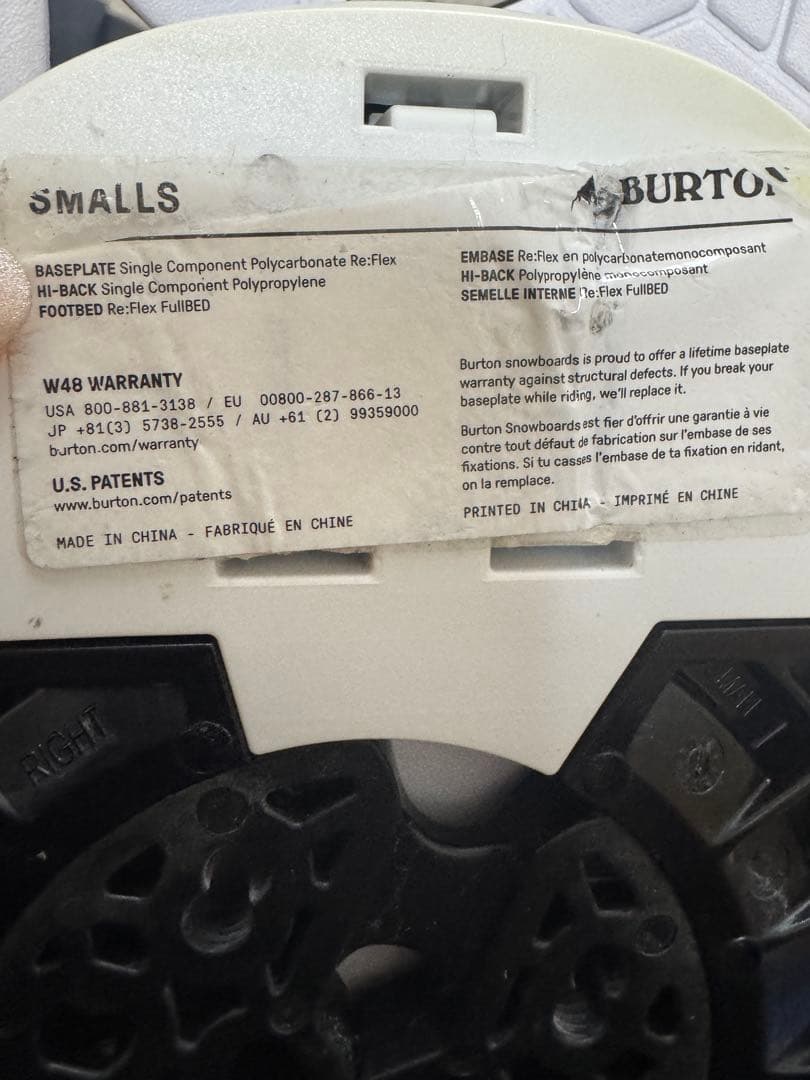 SMALLS
BURTON
BASEPLATE Single Component Polycarbonate Re:Flex
HI-BACK Single Component Polypropylene
FOOTBED Re:Flex FullBED
EMBASE Re:Flex en polycarbonatemonocomposant
HI-BACK Polypropylène monocomposant
SEMELLE INTERNE Re:Flex FullBED
W48 WARRANTY
USA 800-881-3138 / EU 00800-287-866-13
JP +81(3) 5738-2555 / AU +61 (2) 99359000
burton.com/warranty
U.S. PATENTS
www.burton.com/patents
MADE IN CHINA - FABRIQUÉ EN CHINE
Burton snowboards is proud to offer a lifetime baseplate
warranty against structural defects. If you break your
baseplate while riding, we'll replace it.
Burton Snowboards est fier d'offrir une garantie à vie
contre tout défaut de fabrication sur l'embase de ses
fixations. Si tu casses l'embase de ta fixation en ridant,
on la remplace.
PRINTED IN CHINA - IMPRIMÉ EN CHINE
RIGHT